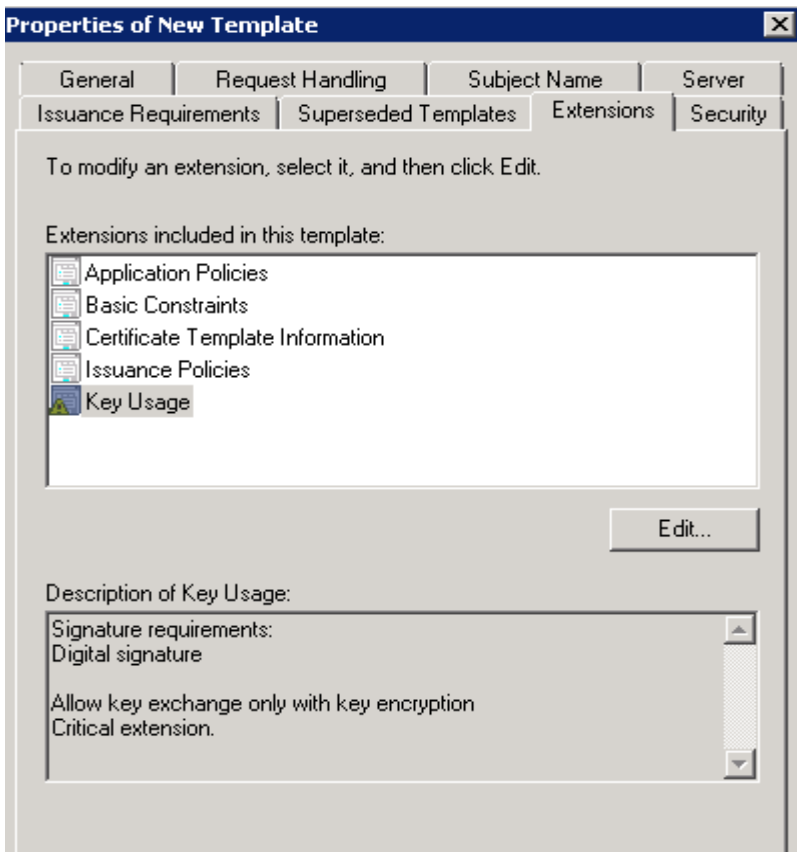 Properties of New Template
General
Request Handling
Subject Name
Server
Issuance Requirements
Superseded Templates
Extensions
Security
To modify an extension, select it, and then click Edit.
Extensions included in this template:
Application Policies
Basic Constraints
Certificate Template Information
Issuance Policies
Key Usage
Edit...
Description of Key Usage:
Signature requirements:
Digital signature
Allow key exchange only with key encryption
Critical extension.